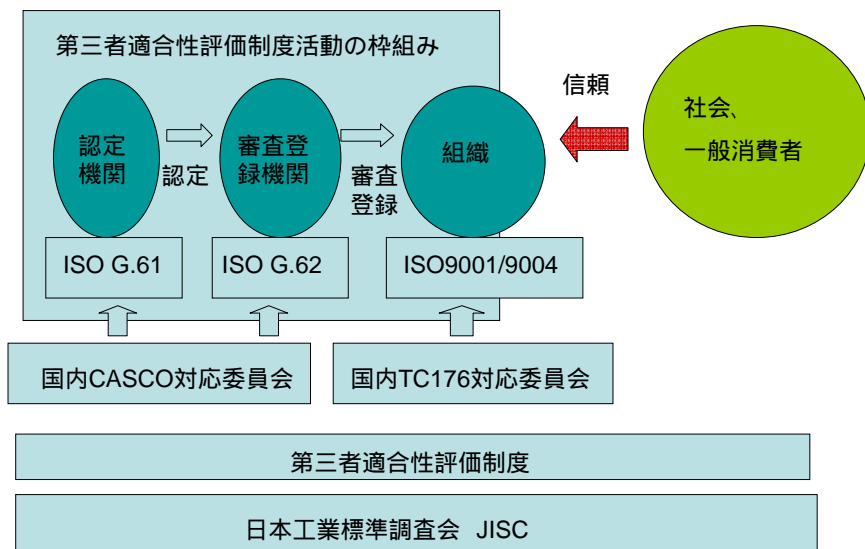 第三者適合性評価制度活動の枠組み
認定
機関
認定
審査登
録機関
審査
登録
組織
信頼
社会、
一般消費者
ISO G.61
ISO G.62
ISO9001/9004
国内CASCO対応委員会
国内TC176対応委員会
第三者適合性評価制度
日本工業標準調査会 JISC